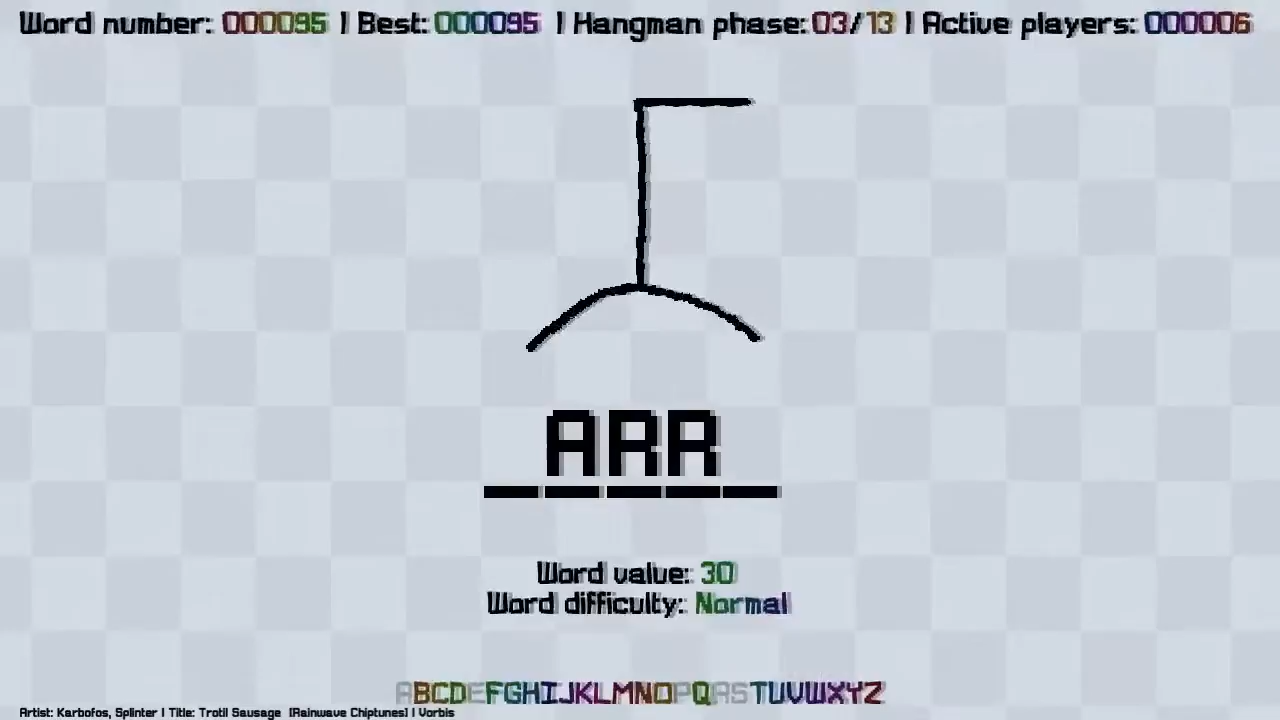 Word number: 000095 | Best: 000095 | Hangman phase: 03/13 | Active players: 000006
ARR
Word value: 30
Word difficulty: Normal
ABCDEFGHIJKLMNOPQRSTUVWXYZ
Artist: Karbofos, Splinter | Title: Trotil Sausage [Rainwave Chiptunes] | Vorbis